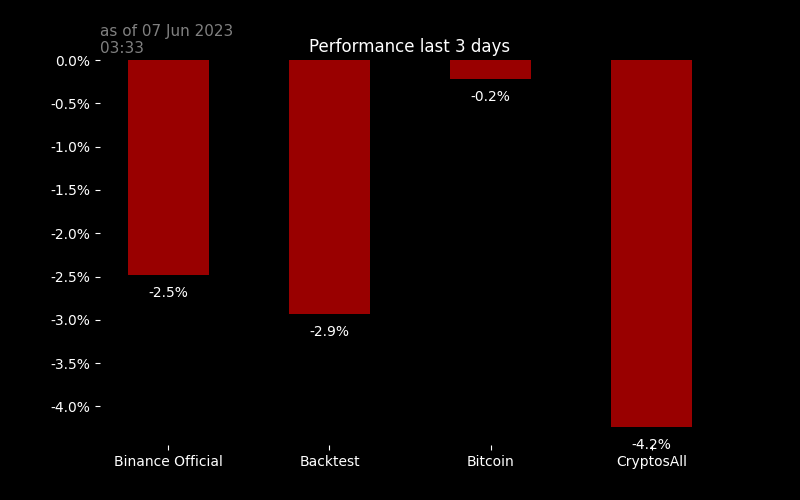 as of 07 Jun 2023
03:33
Performance last 3 days
0.0%
-0.5%
-1.0%
-1.5%
-2.0%
-2.5%
-3.0%
-3.5%
-4.0%
-2.5%
-2.9%
-0.2%
-4.2%
Binance Official
Backtest
Bitcoin
CryptosAll